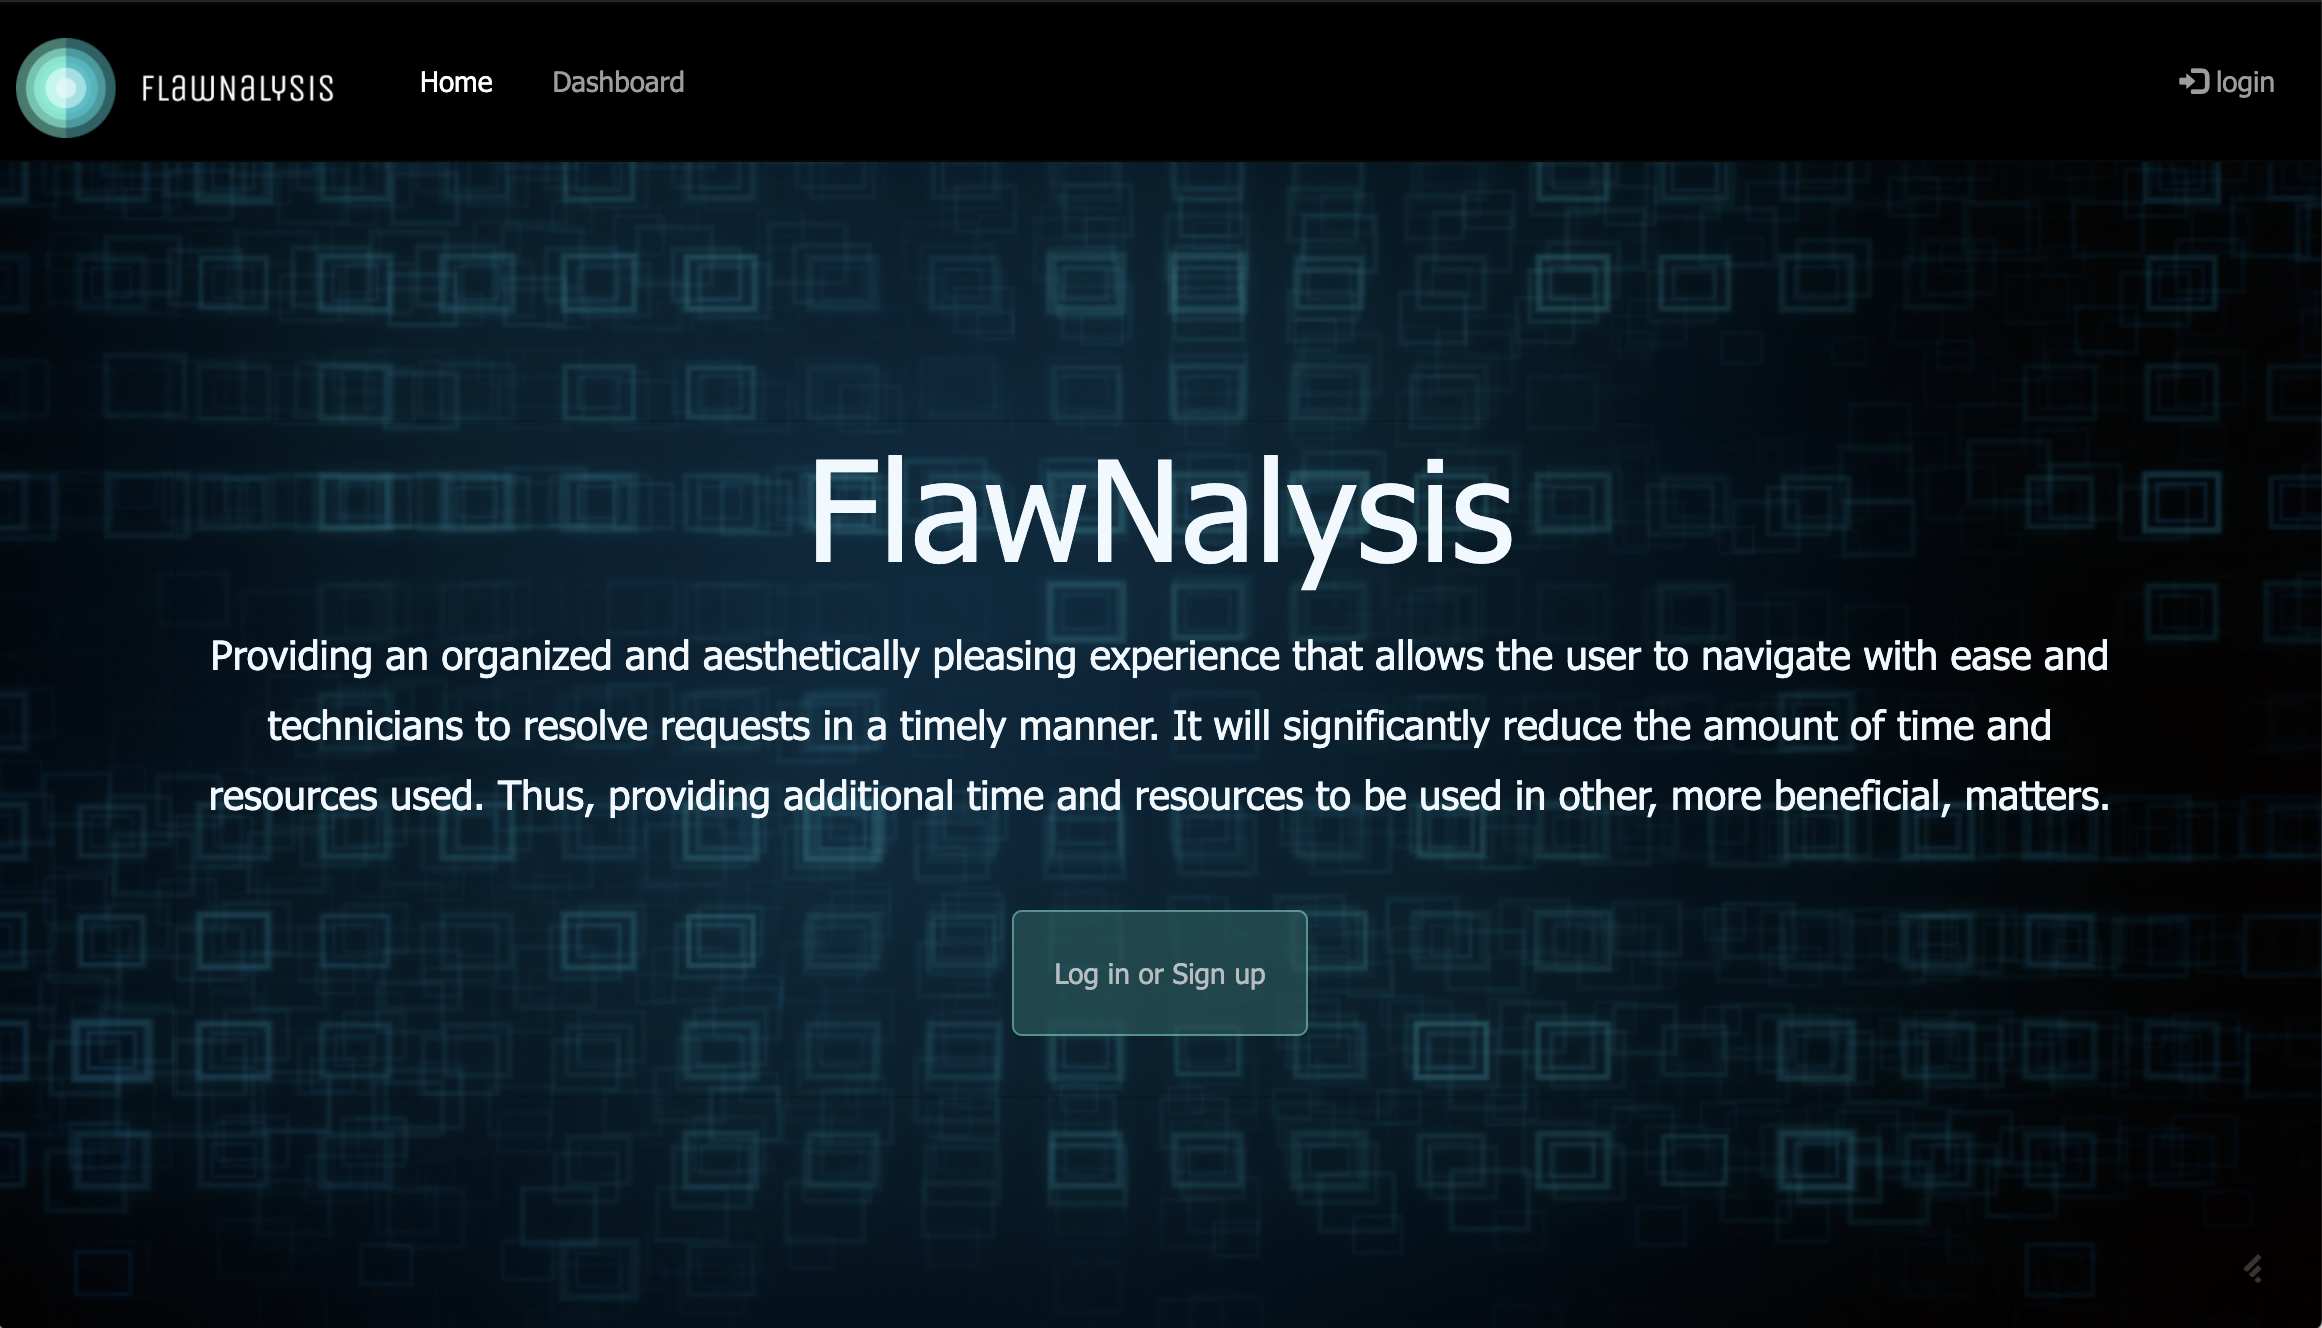 FLaWNaLYSIS
Home
Dashboard
login
FlawNalysis
Providing an organized and aesthetically pleasing experience that allows the user to navigate with ease and
technicians to resolve requests in a timely manner. It will significantly reduce the amount of time and
resources used. Thus, providing additional time and resources to be used in other, more beneficial, matters.
Log in or Sign up